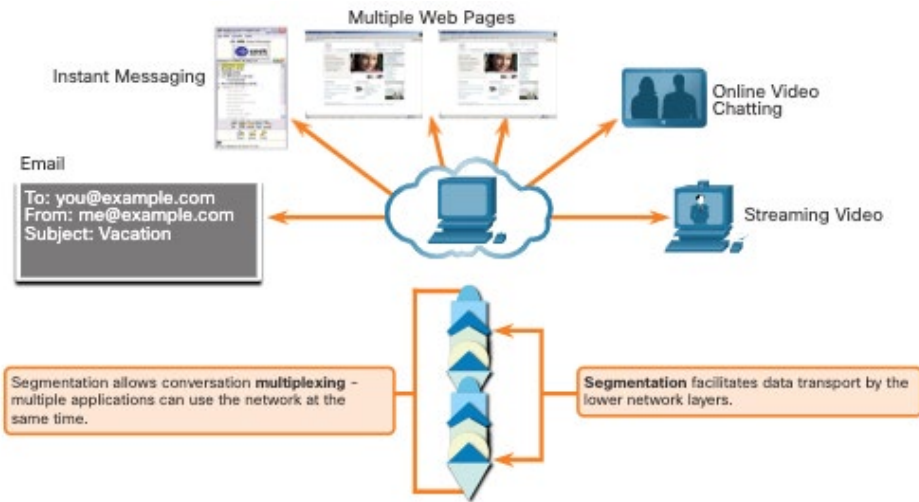 Multiple Web Pages
Instant Messaging
Online Video
Chatting
Email
To: you@example.com
From: me@example.com
Subject: Vacation
Streaming Video
Segmentation allows conversation multiplexing -
multiple applications can use the network at the
same time.
Segmentation facilitates data transport by the
lower network layers.